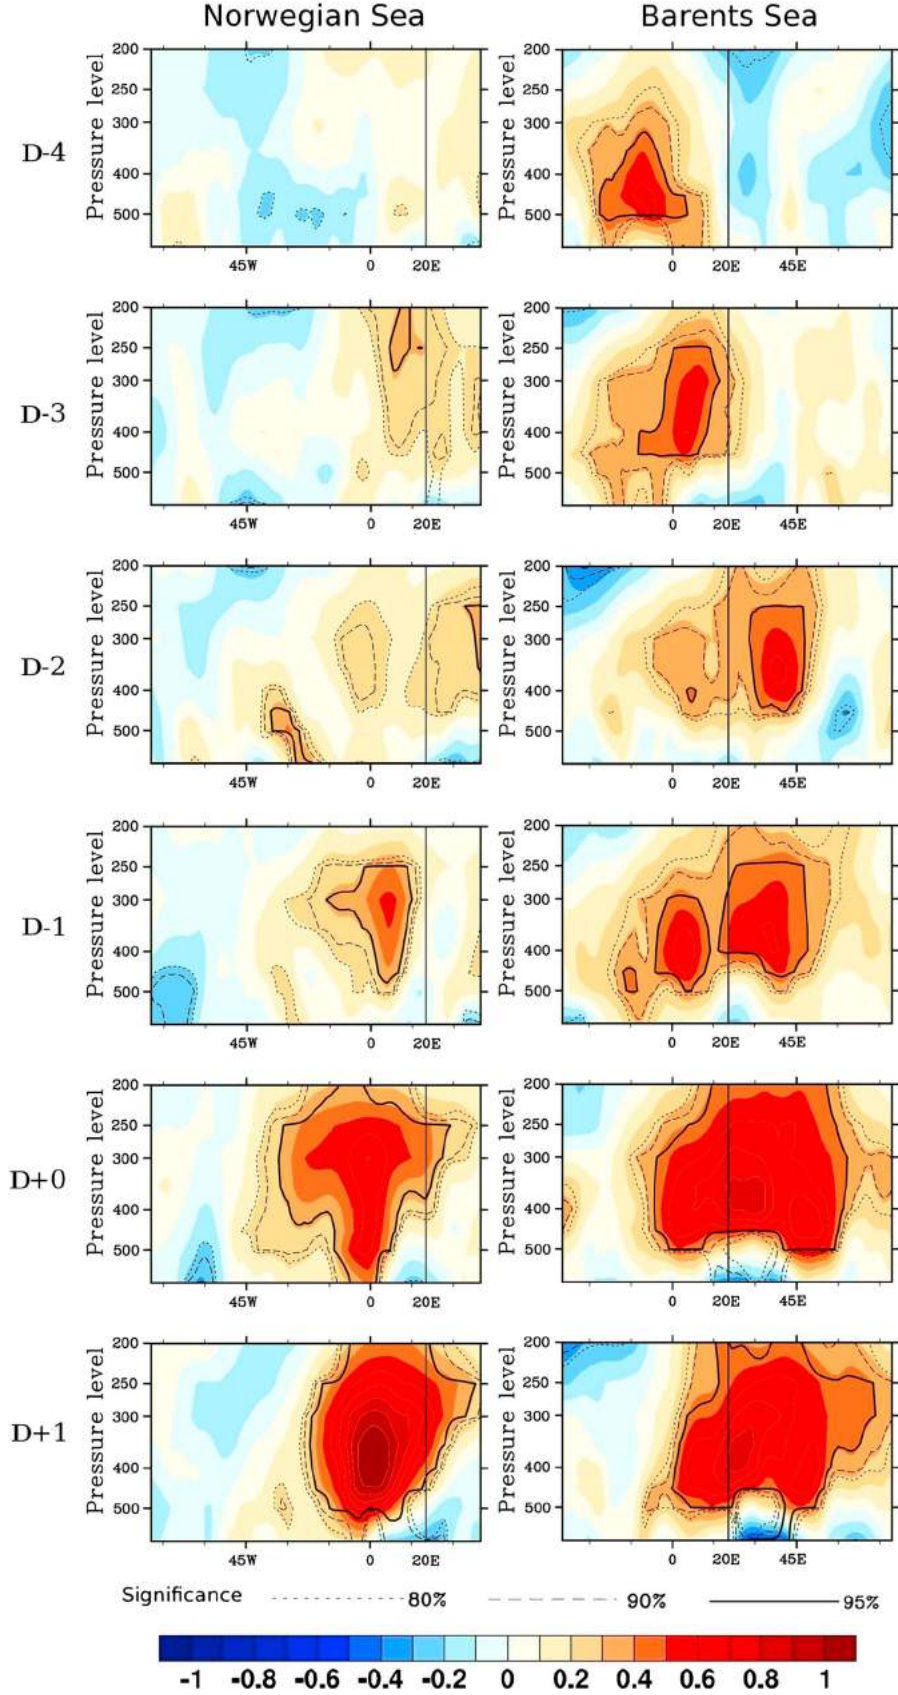 Norwegian Sea Barents Sea
D-4
Pressure level 200 250 300 400 500
45W 0 20E
Pressure level 200 250 300 400 500
0 20E 45E
D-3
Pressure level 200 250 300 400 500
45W 0 20E
Pressure level 200 250 300 400 500
0 20E 45E
D-2
Pressure level 200 250 300 400 500
45W 0 20E
Pressure level 200 250 300 400 500
0 20E 45E
D-1
Pressure level 200 250 300 400 500
45W 0 20E
Pressure level 200 250 300 400 500
0 20E 45E
D+0
Pressure level 200 250 300 400 500
45W 0 20E
Pressure level 200 250 300 400 500
0 20E 45E
D+1
Pressure level 200 250 300 400 500
45W 0 20E
Pressure level 200 250 300 400 500
0 20E 45E
Significance 80% 90% 95%
-1 -0.8 -0.6 -0.4 -0.2 0 0.2 0.4 0.6 0.8 1